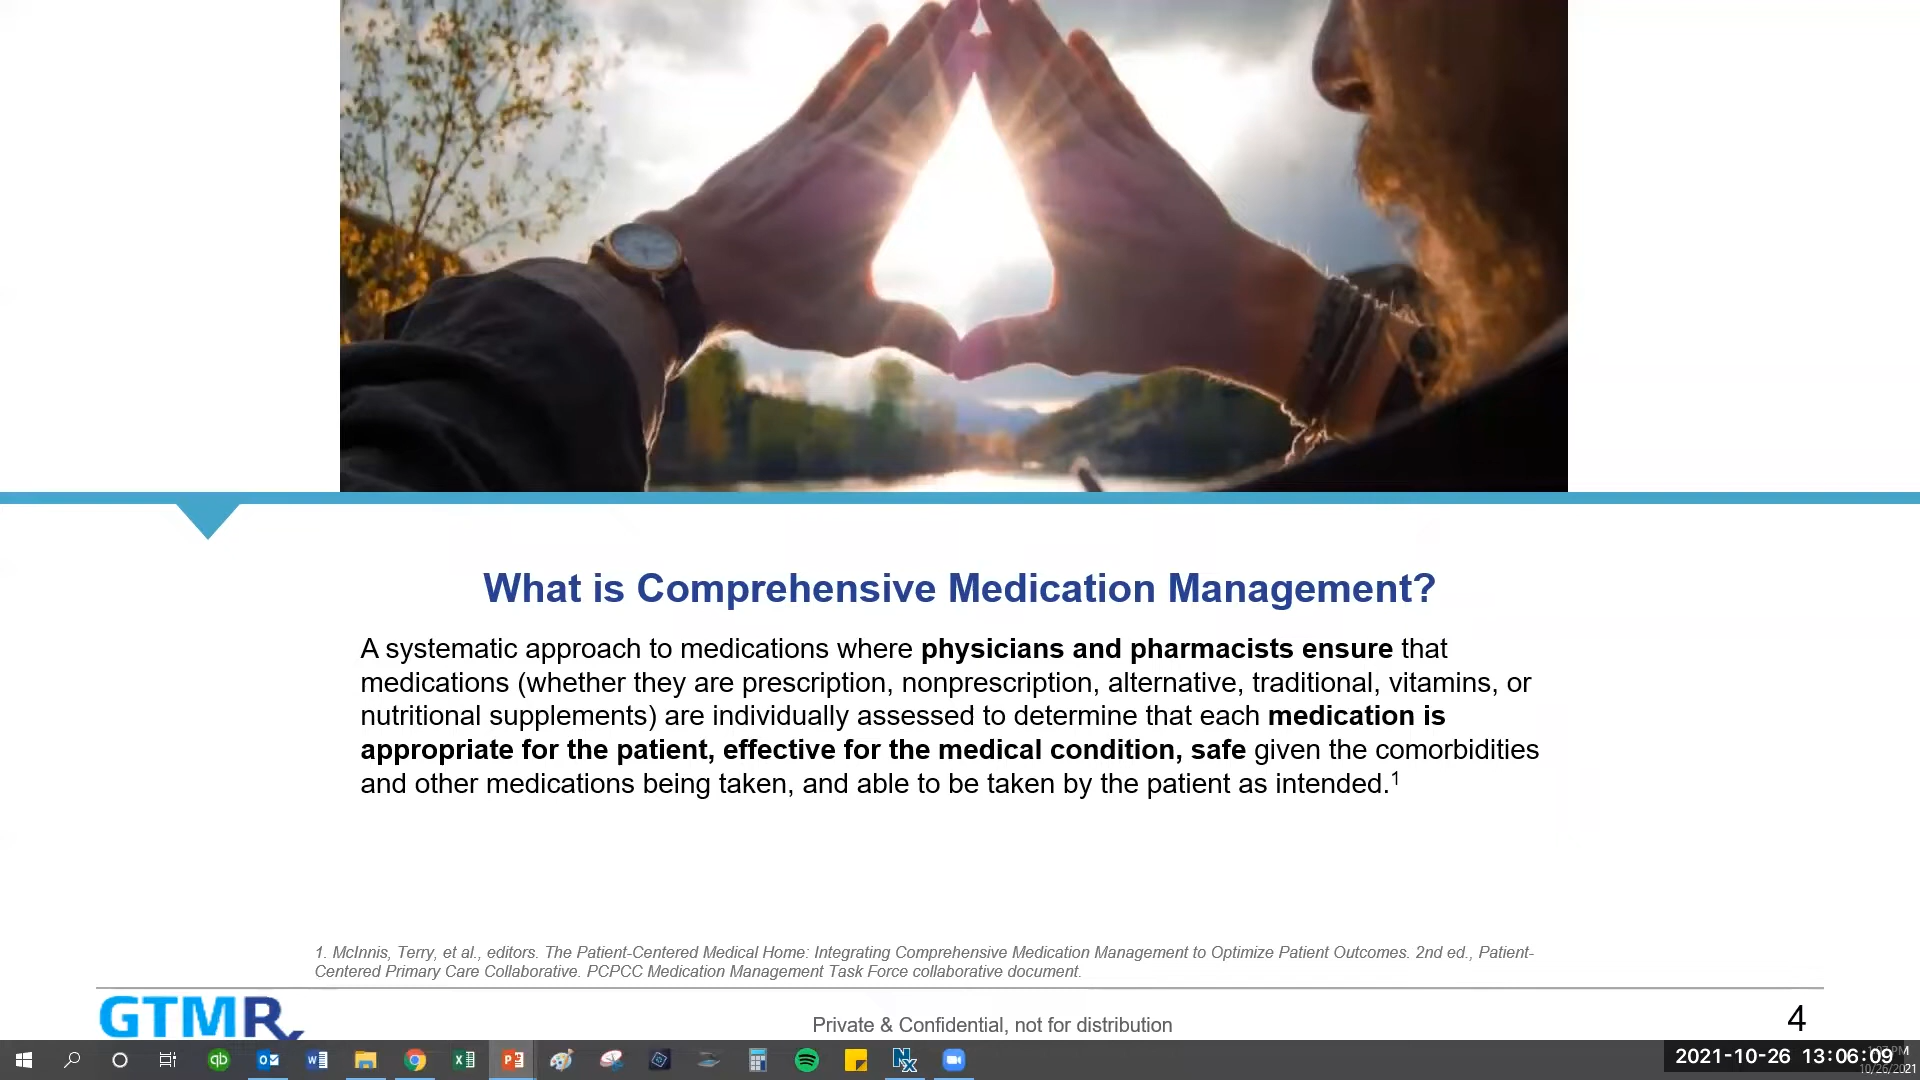 What is Comprehensive Medication Management?
A systematic approach to medications where physicians and pharmacists ensure that
medications (whether they are prescription, nonprescription, alternative, traditional, vitamins, or
nutritional supplements) are individually assessed to determine that each medication is
appropriate for the patient, effective for the medical condition, safe given the comorbidities
and other medications being taken, and able to be taken by the patient as intended.1
1. McInnis, Terry, et al., editors. The Patient-Centered Medical Home: Integrating Comprehensive Medication Management to Optimize Patient Outcomes. 2nd ed., Patient-
Centered Primary Care Collaborative. PCPCC Medication Management Task Force collaborative document.
GTMRx
Private & Confidential, not for distribution
4
qb
2021-10-26 13:06:09
10/26/2021